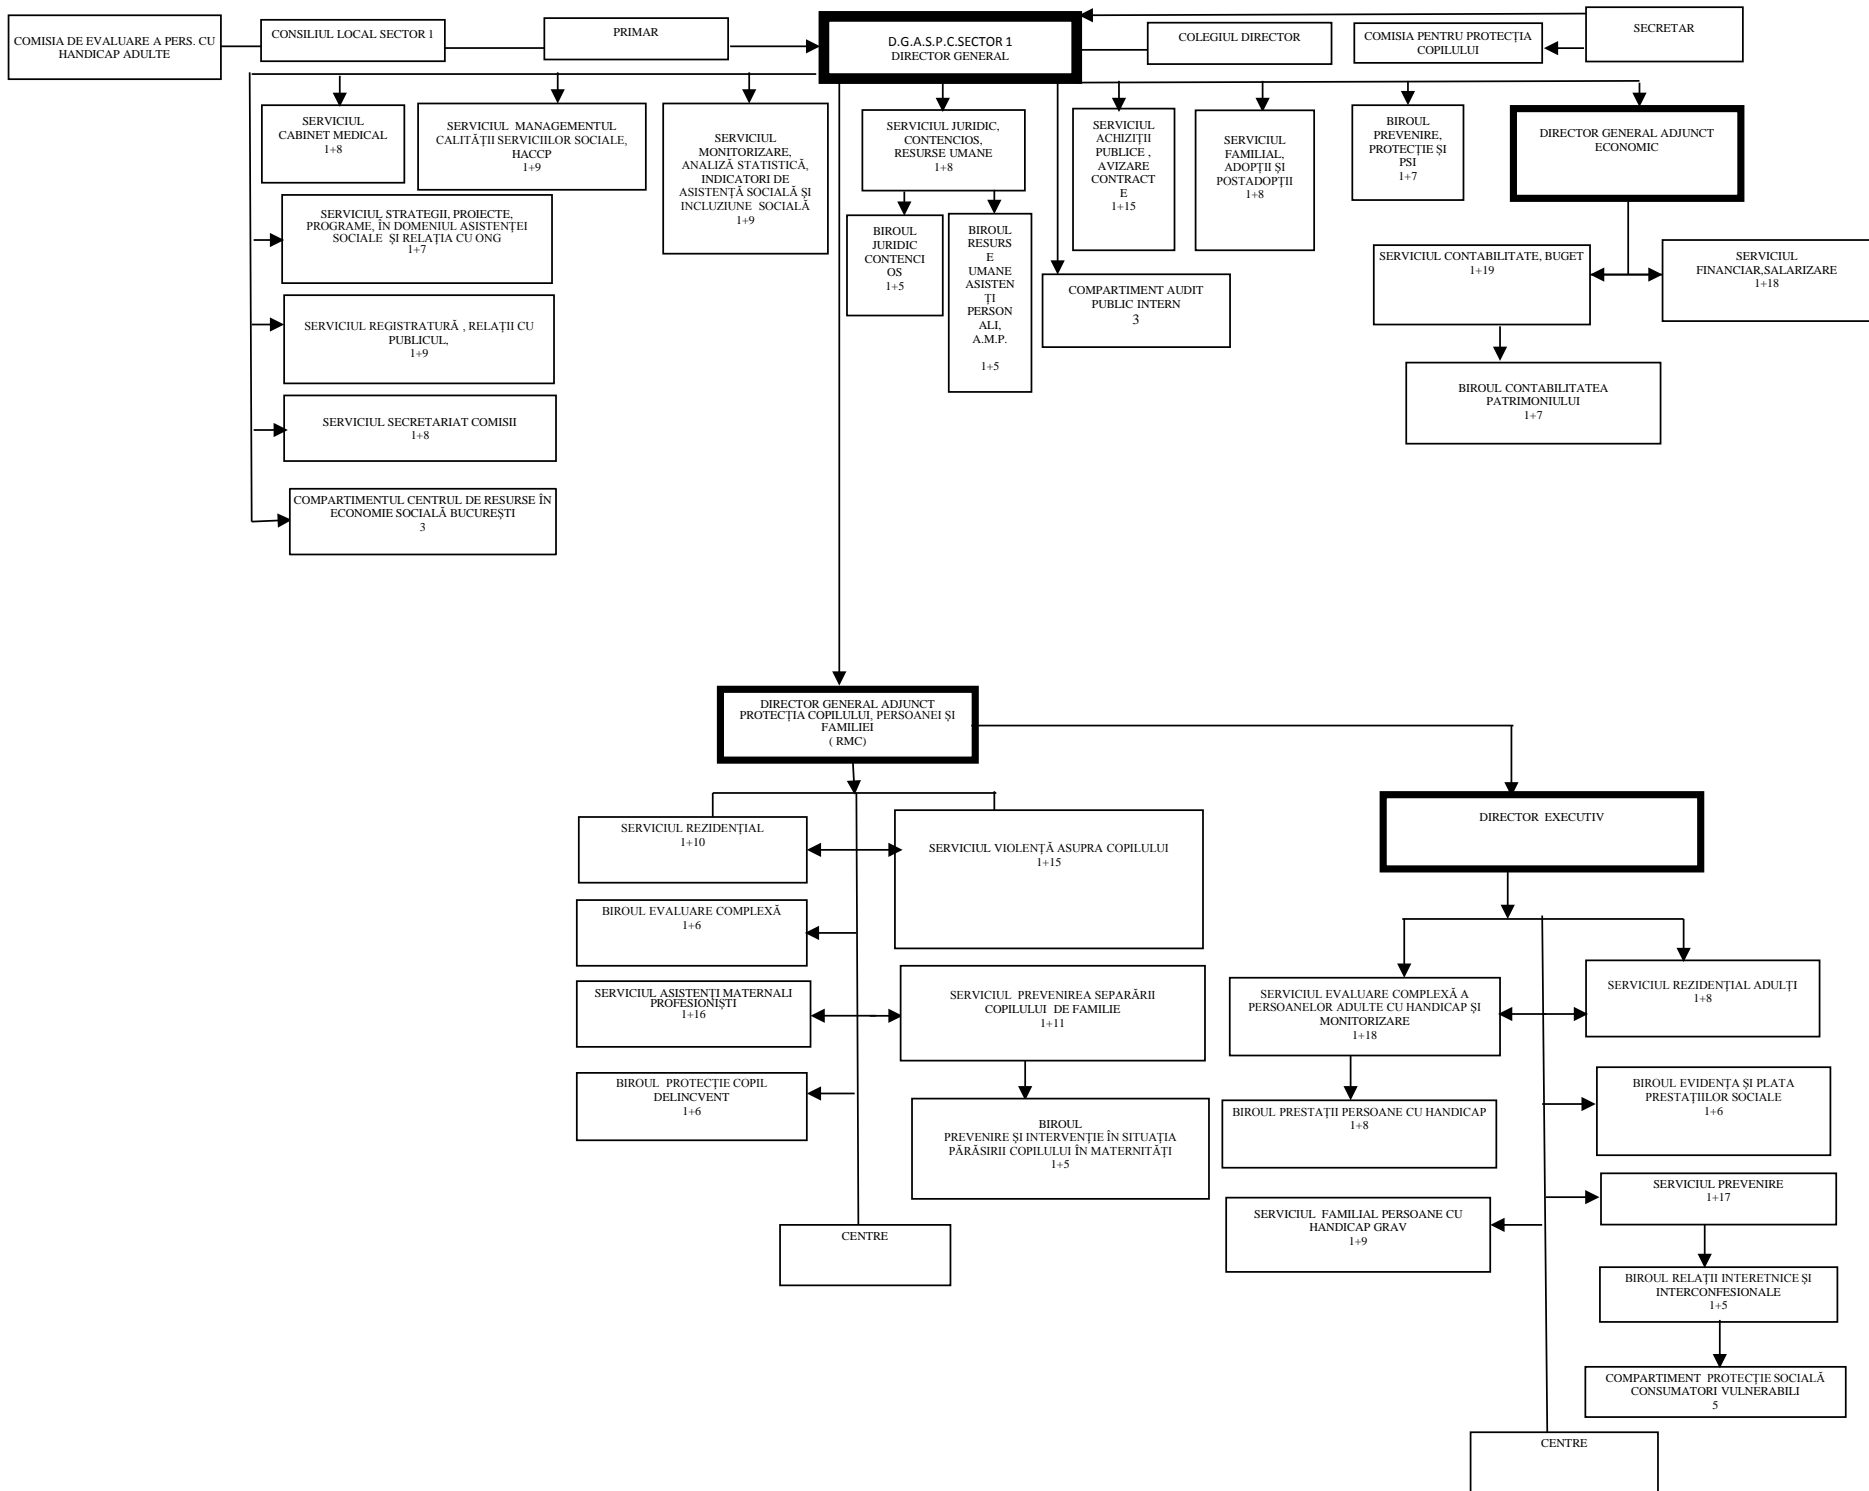 COMISIA DE EVALUARE A PERS. CU
HANDICAP ADULTE
CONSILIUL LOCAL SECTOR 1
PRIMAR
D.G.A.S.P.C.SECTOR 1
DIRECTOR GENERAL
COLEGIUL DIRECTOR
COMISIA PENTRU PROTECȚIA
COPILULUI
SECRETAR
SERVICIUL
CABINET MEDICAL
1+8
SERVICIUL MANAGEMENTUL
CALITĂȚII SERVICIILOR SOCIALE,
HACCP
1+9
SERVICIUL
MONITORIZARE,
ANALIZĂ STATISTICĂ,
INDICATORI DE
ASISTENȚĂ SOCIALĂ ȘI
INCLUZIUNE SOCIALĂ
1+9
SERVICIUL JURIDIC,
CONTENCIOS,
RESURSE UMANE
1+8
SERVICIUL
ACHIZIȚII
PUBLICE ,
AVIZARE
CONTRACT
E
1+15
SERVICIUL
FAMILIAL,
ADOPȚII ȘI
POSTADOPȚII
1+8
BIROUL
PREVENIRE,
PROTECȚIE ȘI
PSI
1+7
DIRECTOR GENERAL ADJUNCT
ECONOMIC
SERVICIUL STRATEGII, PROIECTE,
PROGRAME, ÎN DOMENIUL ASISTENȚEI
SOCIALE ȘI RELAȚIA CU ONG
1+7
BIROUL
JURIDIC
CONTENCI
OS
1+5
BIROUL
RESURS
E
UMANE
ASISTEN
ȚI
PERSON
ALI,
A.M.P.
1+5
COMPARTIMENT AUDIT
PUBLIC INTERN
3
SERVICIUL CONTABILITATE, BUGET
1+19
SERVICIUL
FINANCIAR,SALARIZARE
1+18
SERVICIUL REGISTRATURĂ , RELAȚII CU
PUBLICUL,
1+9
BIROUL CONTABILITATEA
PATRIMONIULUI
1+7
SERVICIUL SECRETARIAT COMISII
1+8
COMPARTIMENTUL CENTRUL DE RESURSE ÎN
ECONOMIE SOCIALĂ BUCUREȘTI
3
DIRECTOR GENERAL ADJUNCT
PROTECȚIA COPILULUI, PERSOANEI ȘI
FAMILIEI
( RMC)
DIRECTOR EXECUTIV
SERVICIUL REZIDENȚIAL
1+10
SERVICIUL VIOLENȚĂ ASUPRA COPILULUI
1+15
BIROUL EVALUARE COMPLEXĂ
1+6
SERVICIUL ASISTENȚI MATERNALI
PROFESIONIȘTI
1+16
SERVICIUL PREVENIREA SEPARĂRII
COPILULUI DE FAMILIE
1+11
BIROUL PROTECȚIE COPIL
DELINCVENT
1+6
BIROUL
PREVENIRE ȘI INTERVENȚIE ÎN SITUAȚIA
PĂRĂSIRII COPILULUI ÎN MATERNITĂȚI
1+5
CENTRE
SERVICIUL EVALUARE COMPLEXĂ A
PERSOANELOR ADULTE CU HANDICAP ȘI
MONITORIZARE
1+18
SERVICIUL REZIDENȚIAL ADULȚI
1+8
BIROUL PRESTAȚII PERSOANE CU HANDICAP
1+8
BIROUL EVIDENȚA ȘI PLATA
PRESTAȚIILOR SOCIALE
1+6
SERVICIUL FAMILIAL PERSOANE CU
HANDICAP GRAV
1+9
SERVICIUL PREVENIRE
1+17
BIROUL RELAȚII INTERETNICE ȘI
INTERCONFESIONALE
1+5
COMPARTIMENT PROTECȚIE SOCIALĂ
CONSUMATORI VULNERABILI
5
CENTRE